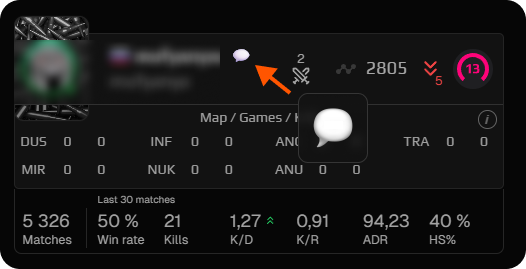 2
2805
5
13
Map / Games / K
i
DUS 0 0 INF 0 0 ANC TRA 0 0
MIR 0 0 NUK 0 0 ANU 0 0
Last 30 matches
5 326 50 % 21 1,27 0,91 94,23 40 %
Matches Win rate Kills K/D K/R ADR HS%